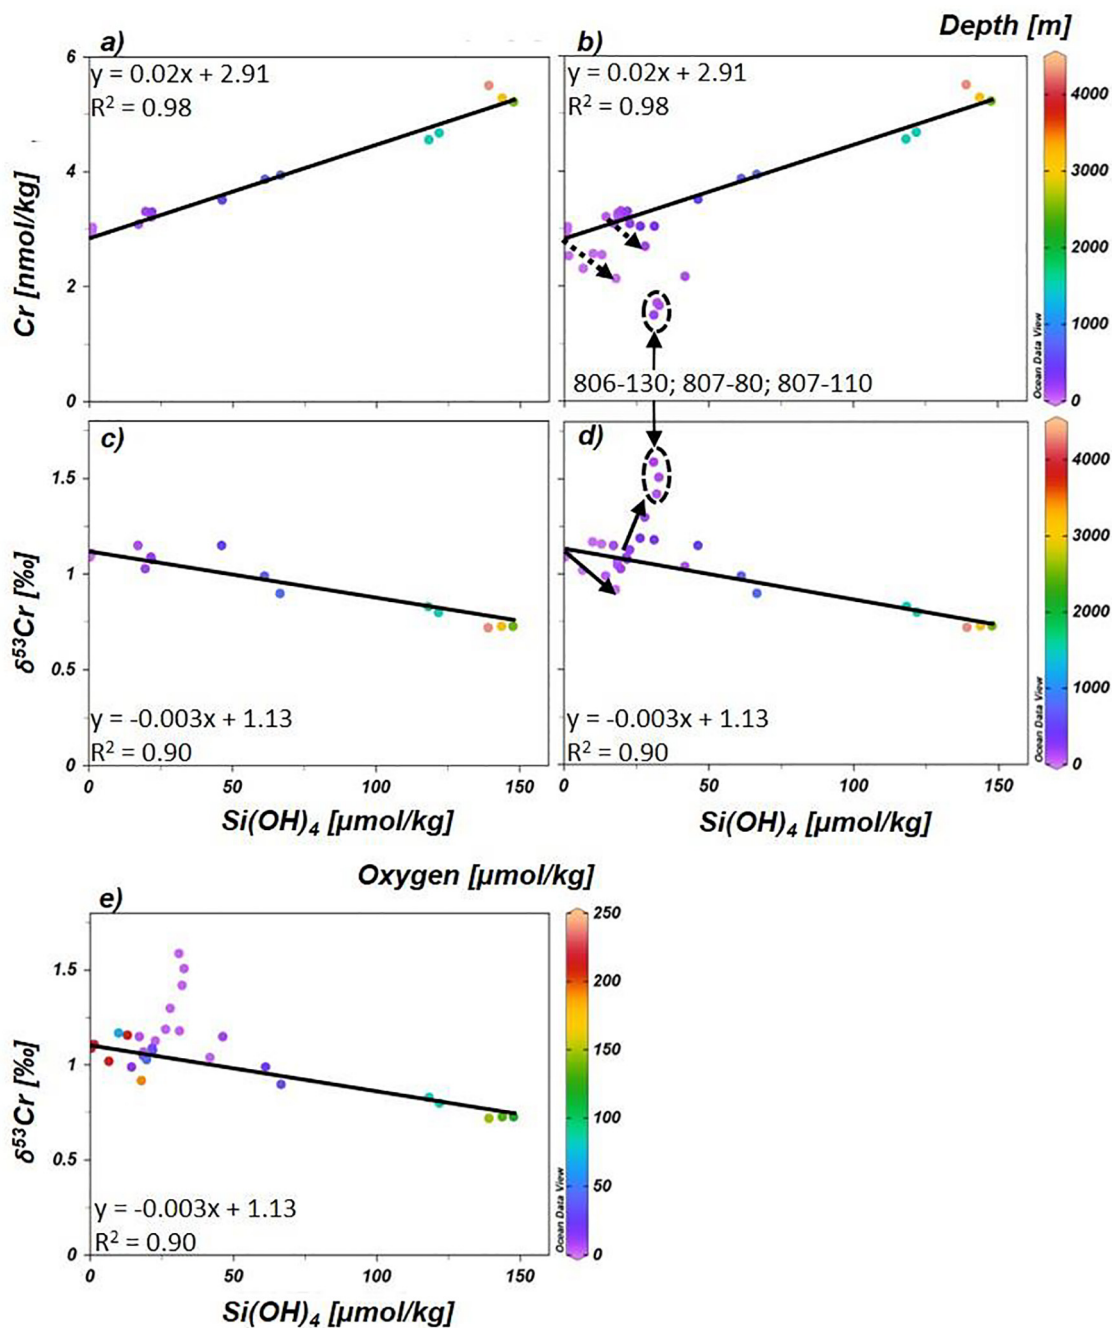 Depth [m]
a)
b)
y = 0.02x + 2.91
R² = 0.98
y = 0.02x + 2.91
R² = 0.98
6
4
2
0
Cr [nmol/kg]
806-130; 807-80; 807-110
4000
3000
2000
1000
0
Ocean Data View
c)
d)
1.5
1
0.5
0
δ⁵³Cr [‰]
y = -0.003x + 1.13
R² = 0.90
y = -0.003x + 1.13
R² = 0.90
4000
3000
2000
1000
0
Ocean Data View
0 50 100 150
0 50 100 150
Si(OH)₄ [µmol/kg]
Si(OH)₄ [µmol/kg]
Oxygen [µmol/kg]
e)
1.5
1
0.5
0
δ⁵³Cr [‰]
y = -0.003x + 1.13
R² = 0.90
250
200
150
100
50
0
Ocean Data View
0 50 100 150
Si(OH)₄ [µmol/kg]